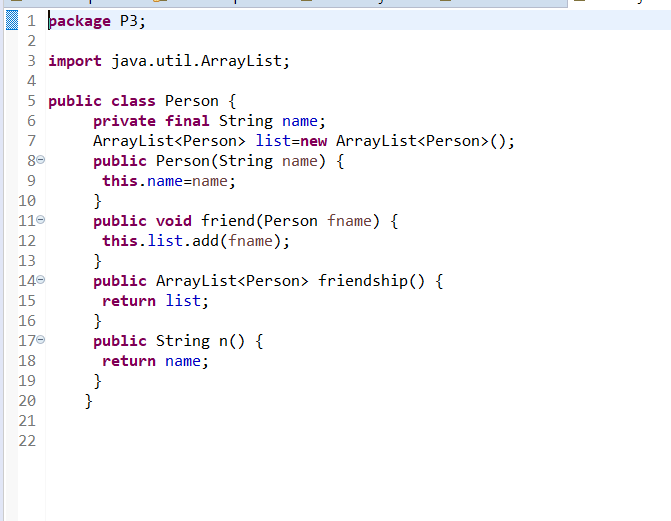 1 package P3;
2
3 import java.util.ArrayList;
4
5 public class Person {
6     private final String name;
7     ArrayList<Person> list=new ArrayList<Person>();
8     public Person(String name) {
9      this.name=name;
10     }
11     public void friend(Person fname) {
12      this.list.add(fname);
13     }
14     public ArrayList<Person> friendship() {
15      return list;
16     }
17     public String n() {
18      return name;
19     }
20    }
21
22